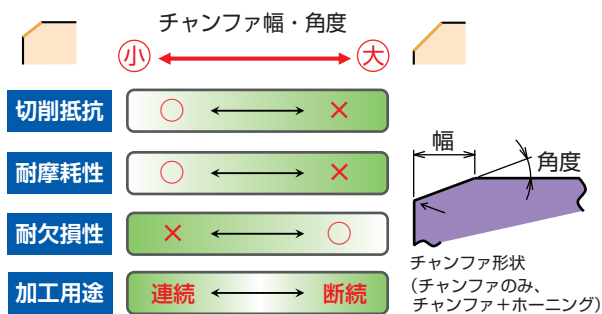 チャンファ幅・角度
小 大
切削抵抗 ○ ×
耐摩耗性 ○ ×
耐欠損性 × ○
加工用途 連続 断続
幅
角度
チャンファ形状
(チャンファのみ、
チャンファ+ホーニング)